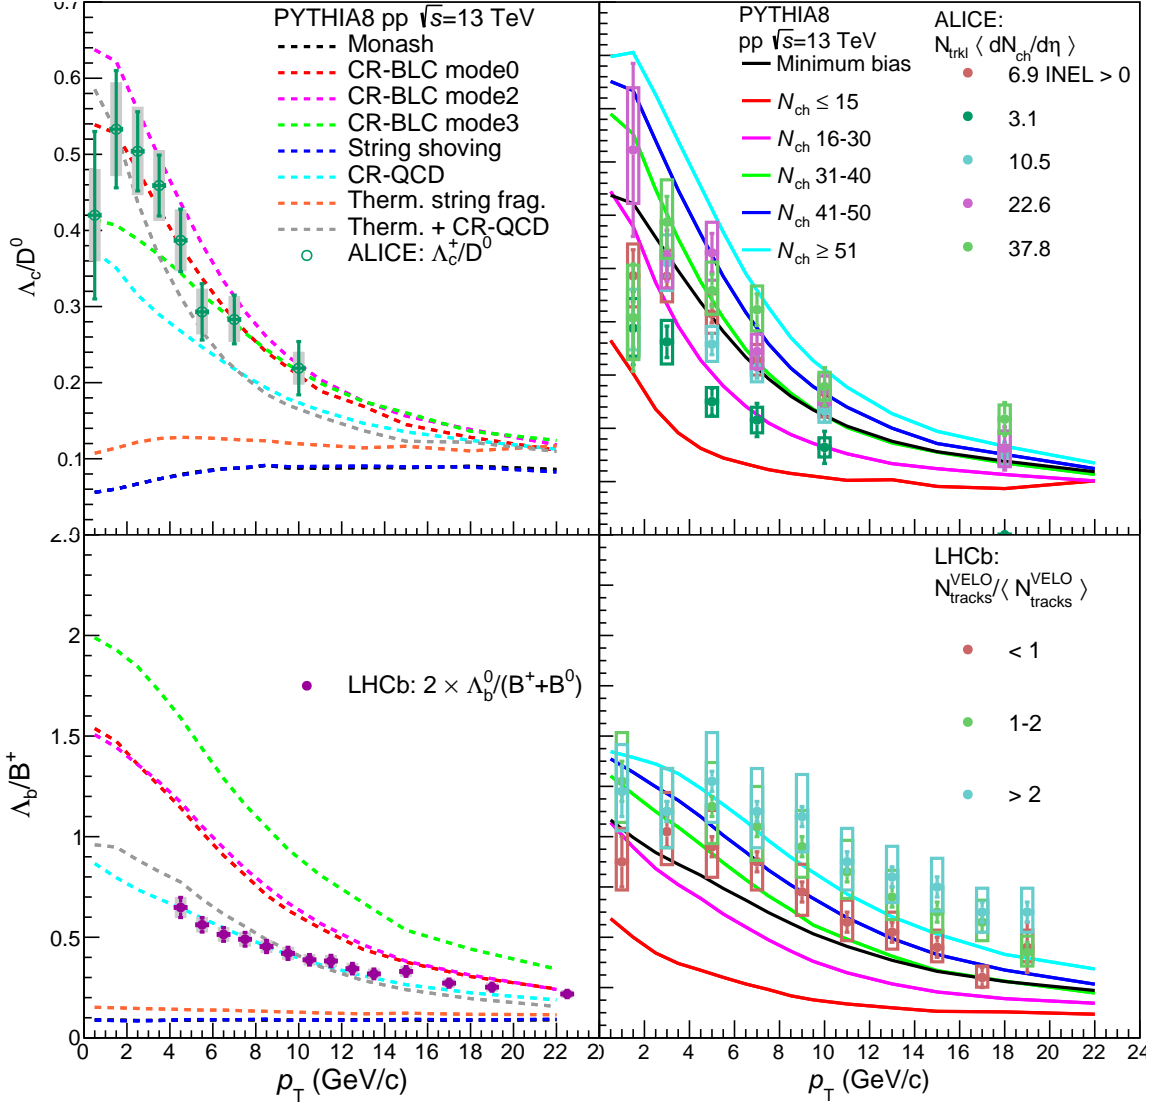 0.7
0.6
0.5
0.4
0.3
0.2
0.1
0
Λc/D⁰
PYTHIA8 pp √s=13 TeV
Monash
CR-BLC mode0
CR-BLC mode2
CR-BLC mode3
String shoving
CR-QCD
Therm. string frag.
Therm. + CR-QCD
ALICE: Λc⁺/D⁰
PYTHIA8
pp √s=13 TeV
Minimum bias
Nch ≤ 15
Nch 16-30
Nch 31-40
Nch 41-50
Nch ≥ 51
ALICE:
Ntrkl ⟨ dNch/dη ⟩
6.9 INEL > 0
3.1
10.5
22.6
37.8
2
1.5
1
0.5
0
Λb/B⁺
LHCb: 2 × Λb⁰/(B⁺+B⁰)
0 2 4 6 8 10 12 14 16 18 20 22
pT (GeV/c)
LHCb:
N^VELO_tracks/⟨ N^VELO_tracks ⟩
< 1
1-2
> 2
2 4 6 8 10 12 14 16 18 20 22 24
pT (GeV/c)